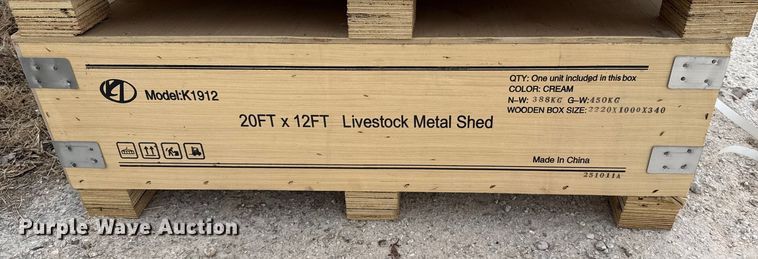 Model:K1912
QTY: One unit included in this box
COLOR: CREAM
N-W: 388KG G-W:450KG
WOODEN BOX SIZE: 2220X1000X340
20FT x 12FT Livestock Metal Shed
Made In China
251011A
Purple Wave Auction